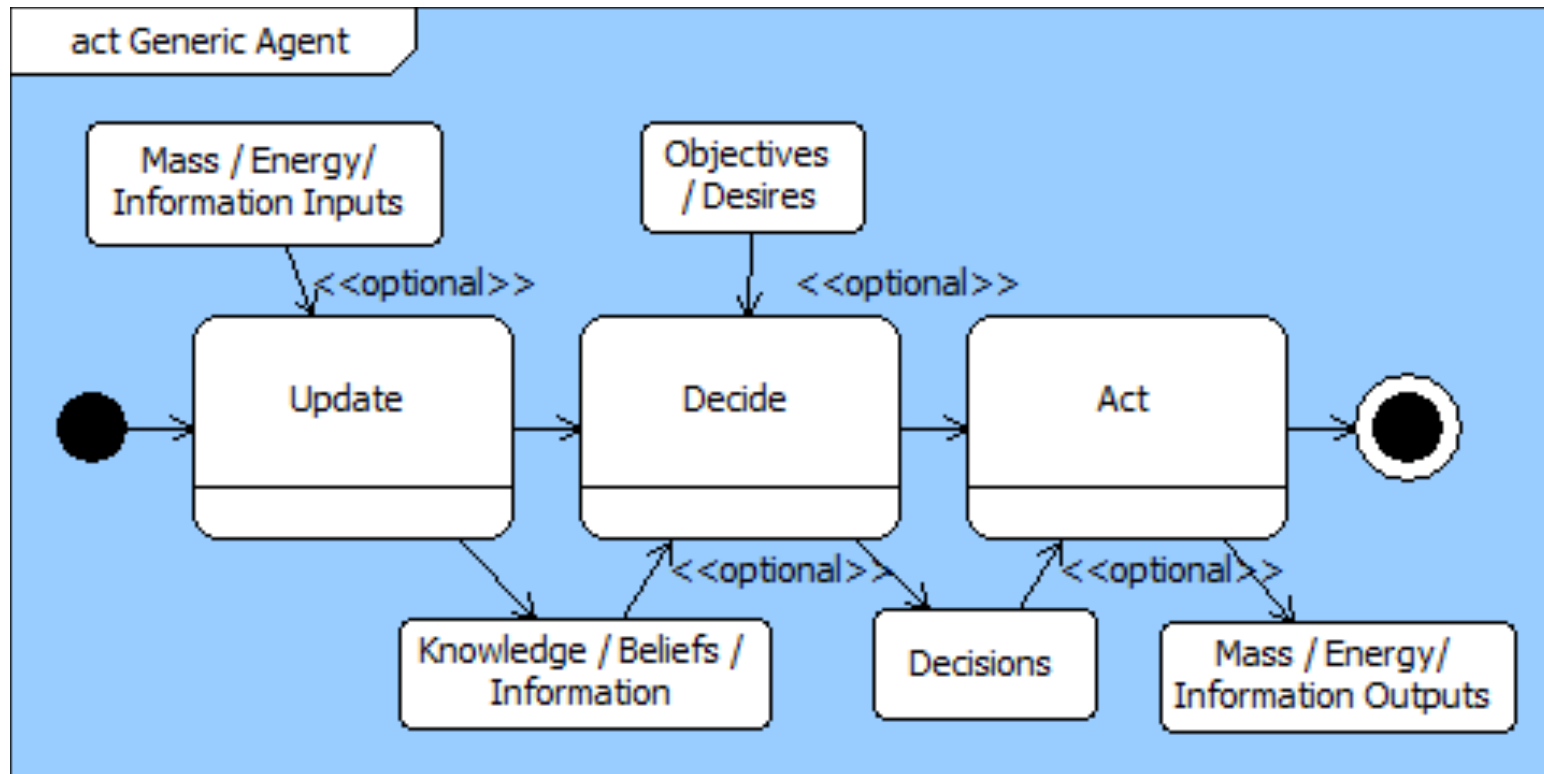 act Generic Agent
Mass / Energy/
Information Inputs
Objectives
/ Desires
<<optional>>
<<optional>>
Update
Decide
Act
<<optional>>
<<optional>>
Knowledge / Beliefs /
Information
Decisions
Mass / Energy/
Information Outputs